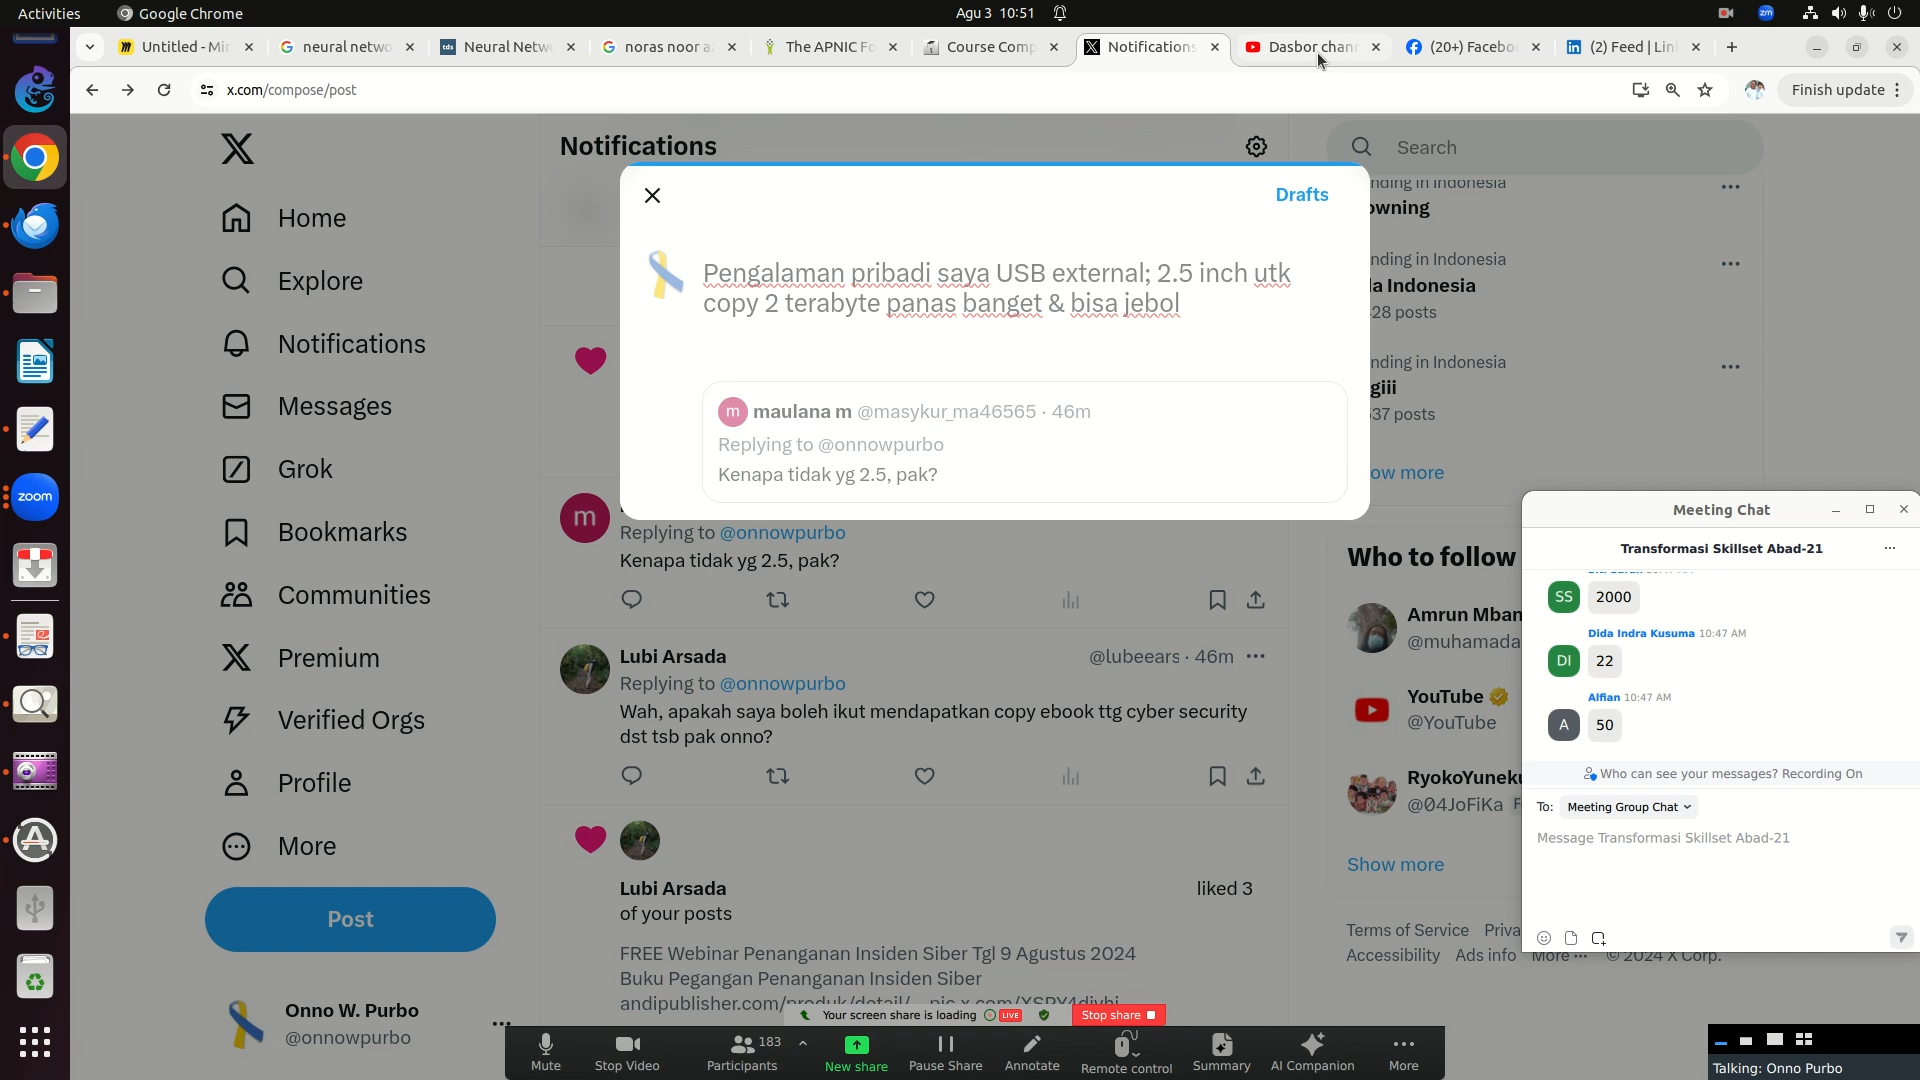 Activities
Google Chrome
Agu 3 10:51
zm
Untitled - Mir
neural netwo
Neural Netwo
noras noor a
The APNIC Fo
Course Comp
Notifications
Dasbor chan
(20+) Facebo
(2) Feed | Lin
x.com/compose/post
Finish update
Home
Explore
Notifications
Messages
Grok
Bookmarks
Communities
Premium
Verified Orgs
Profile
More
Post
Onno W. Purbo
@onnowpurbo
zoom
Notifications
Drafts
Pengalaman pribadi saya USB external; 2.5 inch utk
copy 2 terabyte panas banget & bisa jebol
m maulana m @masykur_ma46565 · 46m
Replying to @onnowpurbo
Kenapa tidak yg 2.5, pak?
m
Replying to @onnowpurbo
Kenapa tidak yg 2.5, pak?
Lubi Arsada
@lubeears · 46m
Replying to @onnowpurbo
Wah, apakah saya boleh ikut mendapatkan copy ebook ttg cyber security
dst tsb pak onno?
Lubi Arsada
liked 3
of your posts
FREE Webinar Penanganan Insiden Siber Tgl 9 Agustus 2024
Buku Pegangan Penanganan Insiden Siber
Search
nding in Indonesia
owning
nding in Indonesia
la Indonesia
28 posts
nding in Indonesia
giii
37 posts
ow more
Who to follow
Amrun Mban
@muhamada
YouTube
@YouTube
RyokoYuneku
@04JoFiKa
Show more
Terms of Service
Priva
Accessibility
Ads info
More
© 2024 X Corp.
Meeting Chat
Transformasi Skillset Abad-21
SS
2000
Dida Indra Kusuma 10:47 AM
DI
22
Alfian 10:47 AM
A
50
Who can see your messages? Recording On
To: Meeting Group Chat
Message Transformasi Skillset Abad-21
Your screen share is loading
LIVE
Stop share
Mute
Stop Video
Participants
183
New share
Pause Share
Annotate
Remote control
Summary
AI Companion
More
Talking: Onno Purbo